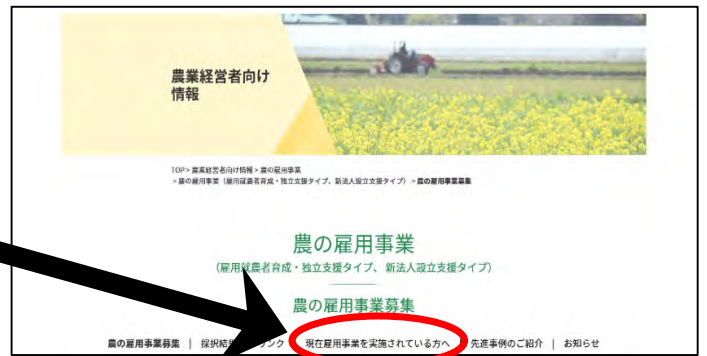 農業経営者向け
情報
TOP > 農業経営者向け情報 > 農の雇用事業
> 農の雇用事業（雇用就農者育成・独立支援タイプ、新法人設立支援タイプ） > 農の雇用事業募集
農の雇用事業
（雇用就農者育成・独立支援タイプ、新法人設立支援タイプ）
農の雇用事業募集
農の雇用事業募集 | 採択結 ンク 現在雇用事業を実施されている方へ 先進事例のご紹介 | お知らせ